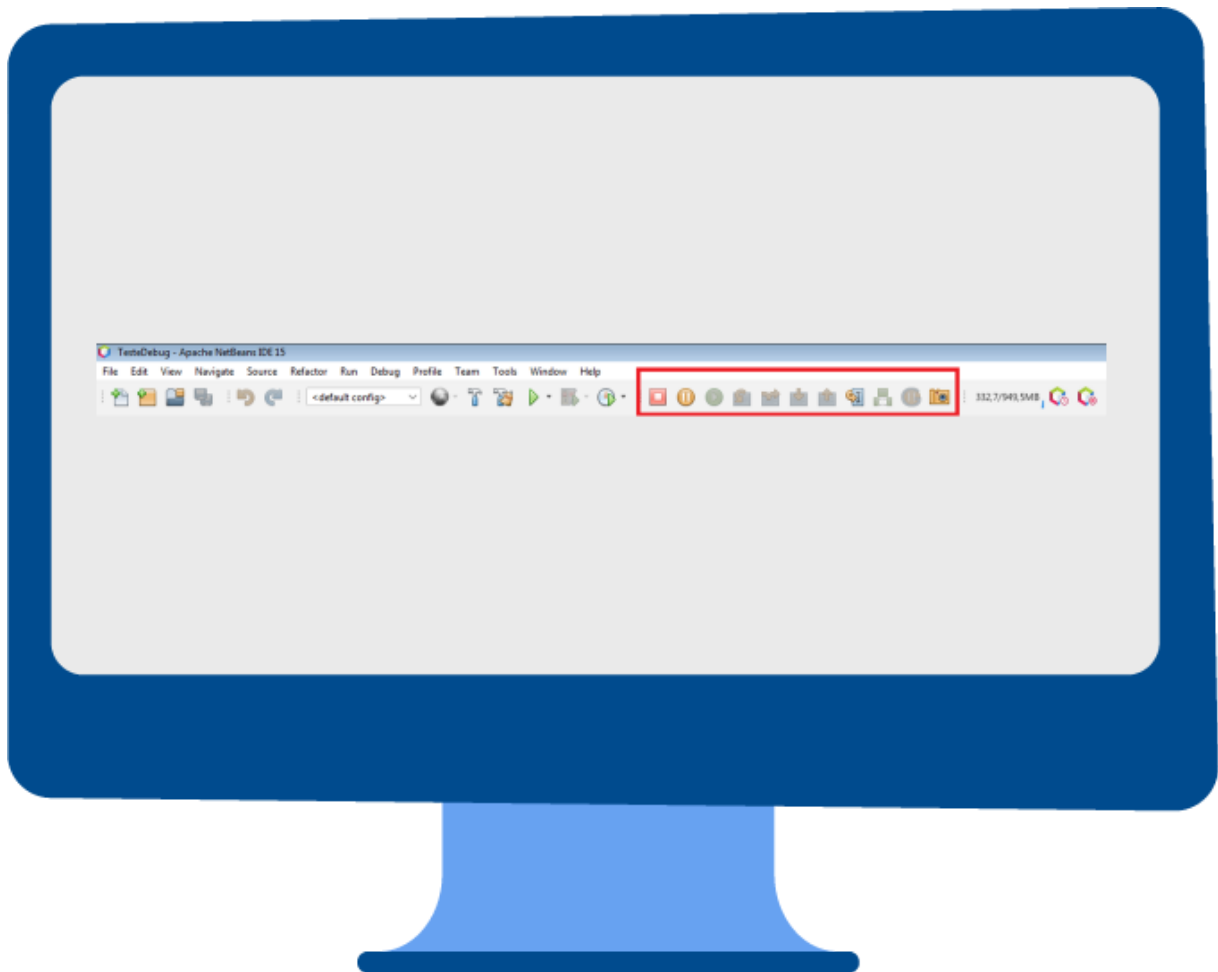 TesteDebug - Apache NetBeans IDE 15
File Edit View Navigate Source Refactor Run Debug Profile Team Tools Window Help
<default config> 332,7/949,5MB